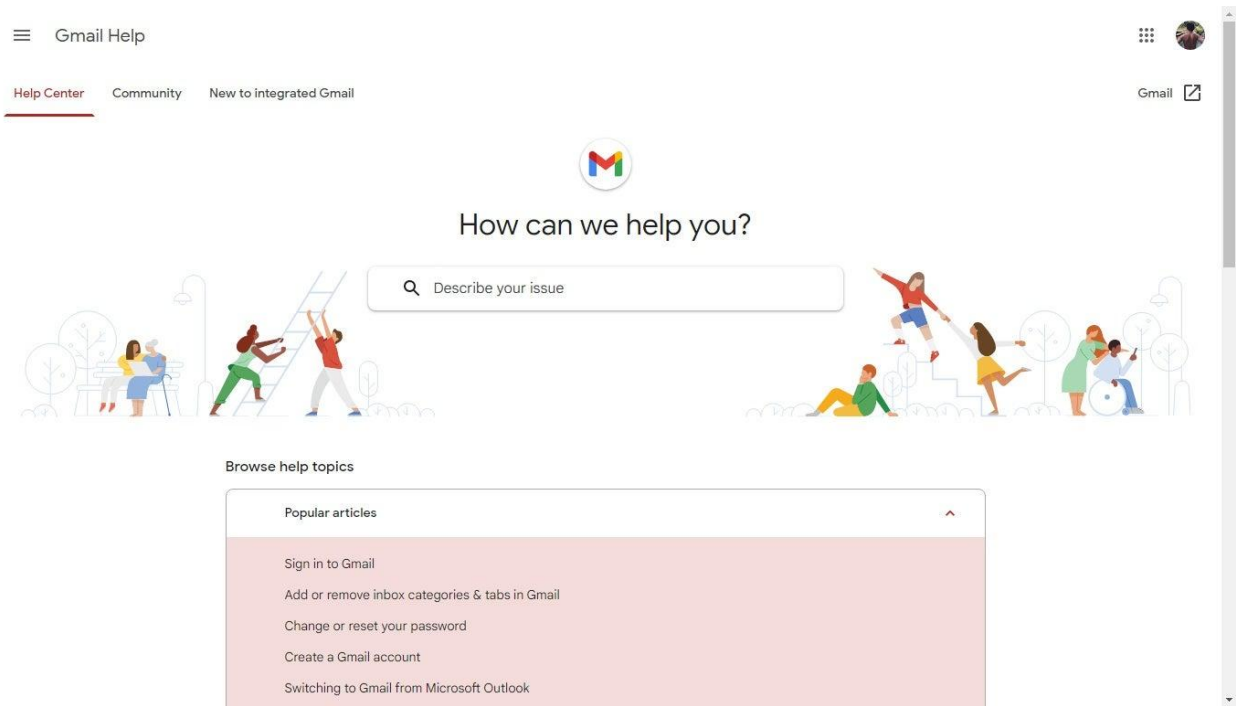 Gmail Help
Help Center Community New to integrated Gmail Gmail
How can we help you?
Describe your issue
Browse help topics
Popular articles
Sign in to Gmail
Add or remove inbox categories & tabs in Gmail
Change or reset your password
Create a Gmail account
Switching to Gmail from Microsoft Outlook